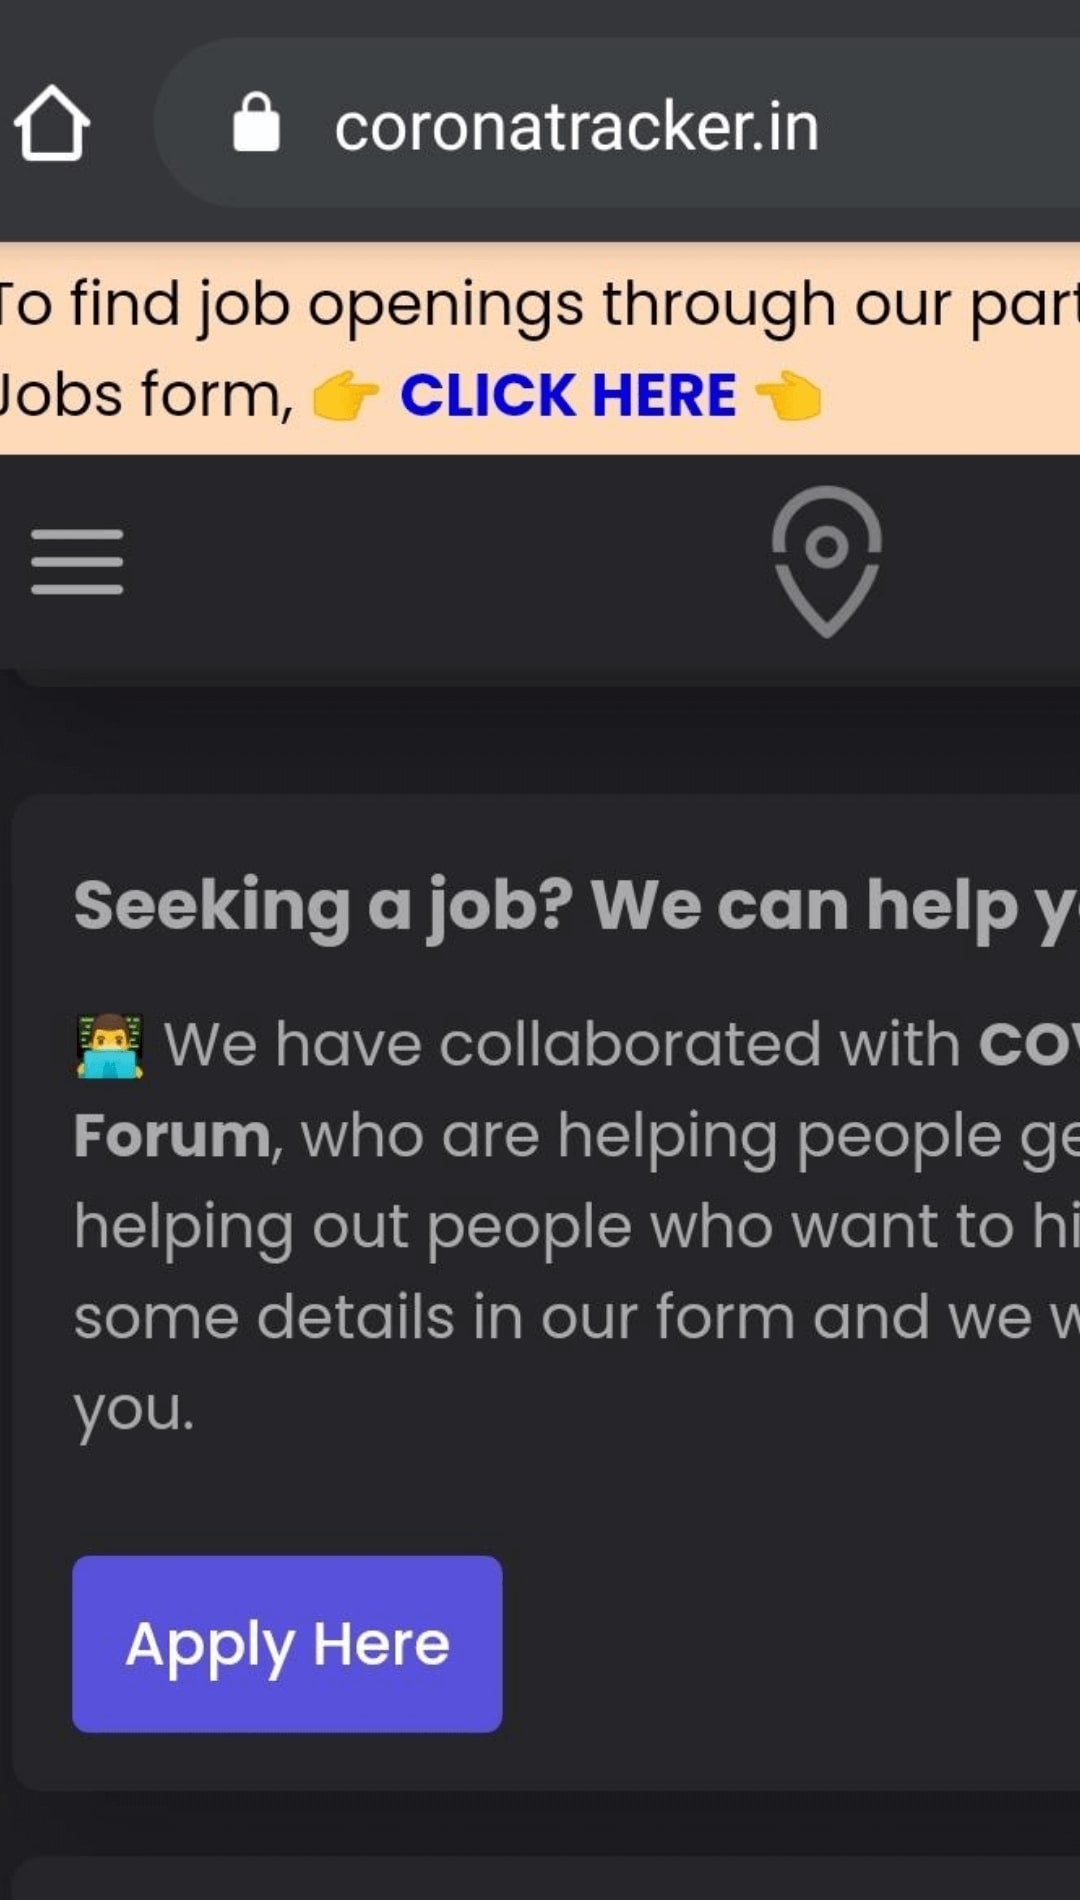 coronatracker.in
To find job openings through our part
Jobs form, 👉 CLICK HERE 👈
Seeking a job? We can help y
👨‍💻 We have collaborated with COV
Forum, who are helping people ge
helping out people who want to hi
some details in our form and we w
you.
Apply Here